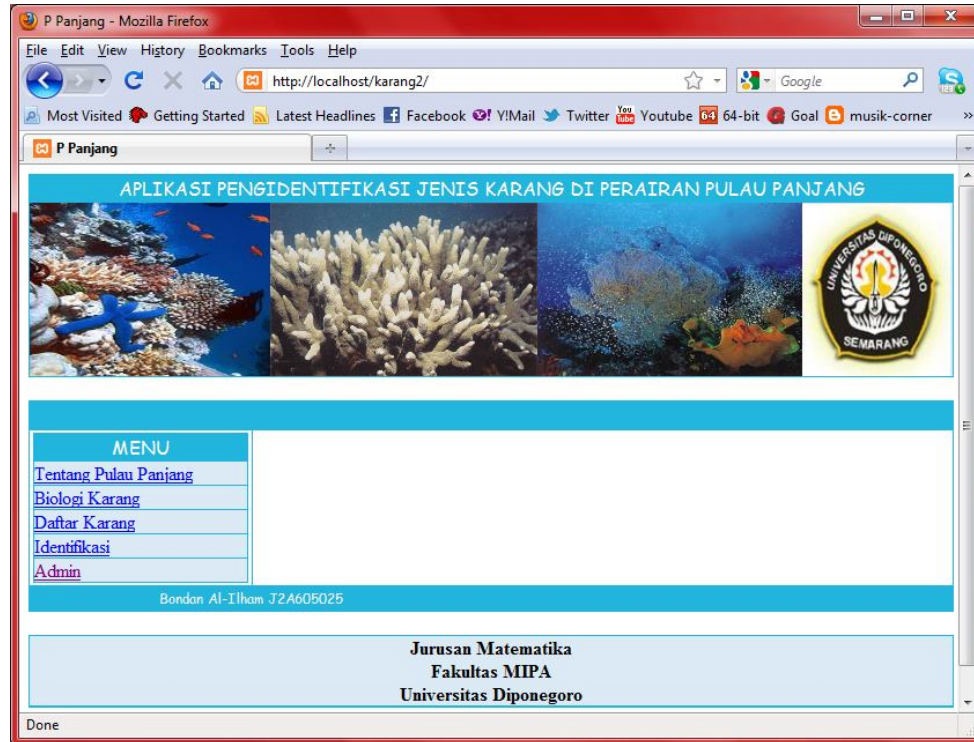 P Panjang - Mozilla Firefox
File Edit View History Bookmarks Tools Help
http://localhost/karang2/
Google
Most Visited Getting Started Latest Headlines Facebook Y!Mail Twitter You Tube Youtube 64 64-bit Goal musik-corner »
P Panjang
APLIKASI PENGIDENTIFIKASI JENIS KARANG DI PERAIRAN PULAU PANJANG
UNIVERSITAS DIPONEGORO
SEMARANG
MENU
Tentang Pulau Panjang
Biologi Karang
Daftar Karang
Identifikasi
Admin
Bondan Al-Ilham J2A605025
Jurusan Matematika
Fakultas MIPA
Universitas Diponegoro
Done